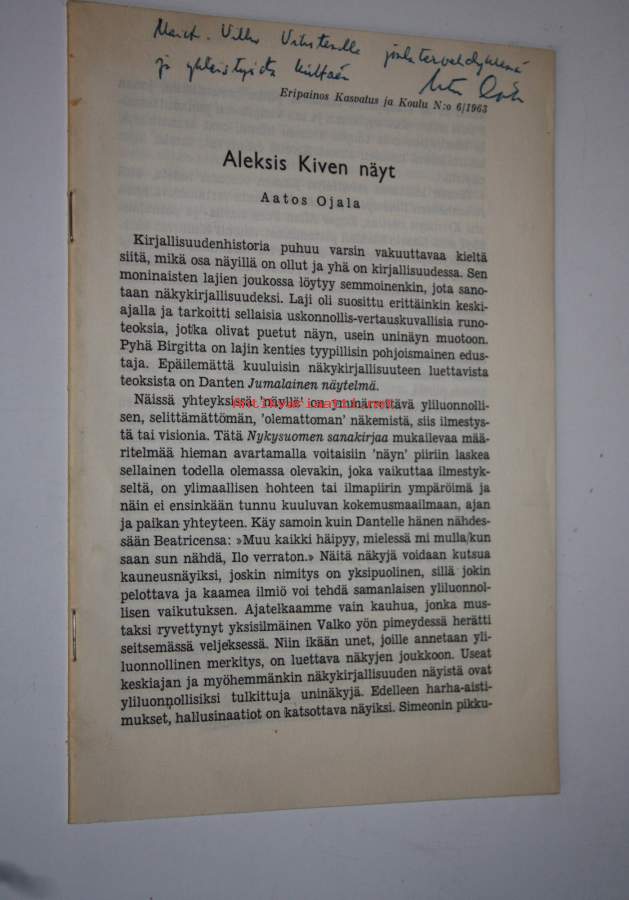 joulutervehdyksenä
ja yhteistyöstä kiittäen
Eripainos Kasvatus ja Koulu N:o 6/1963
Aleksis Kiven näyt
Aatos Ojala
Kirjallisuudenhistoria puhuu varsin vakuuttavaa kieltä
siitä, mikä osa näyillä on ollut ja yhä on kirjallisuudessa. Sen
moninaisten lajien joukossa löytyy semmoinenkin, jota sano-
taan näkykirjallisuudeksi. Laji oli suosittu erittäinkin keski-
ajalla ja tarkoitti sellaisia uskonnollis-vertauskuvallisia runo-
teoksia, jotka olivat puetut näyn, usein uninäyn muotoon.
Pyhä Birgitta on lajin kenties tyypillisin pohjoismainen edus-
taja. Epäilemättä kuuluisin näkykirjallisuuteen luettavista
teoksista on Danten Jumalainen näytelmä.
Näissä yhteyksissä 'näyllä' on ymmärrettävä yliluonnolli-
sen, selittämättömän, 'olemattoman' näkemistä, siis ilmestys-
tä tai visionia. Tätä Nykysuomen sanakirjaa mukailevaa mää-
ritelmää hieman avartamalla voitaisiin 'näyn' piiriin laskea
sellainen todella olemassa olevakin, joka vaikuttaa ilmestyk-
seltä, on ylimaallisen hohteen tai ilmapiirin ympäröimä ja
näin ei ensinkään tunnu kuuluvan kokemusmaailmaan, ajan
ja paikan yhteyteen. Käy samoin kuin Dantelle hänen nähdes-
sään Beatricensa: »Muu kaikki häipyy, mielessä mi mulla/kun
saan sun nähdä, Ilo verraton.» Näitä näkyjä voidaan kutsua
kauneusnäyiksi, joskin nimitys on yksipuolinen, sillä jokin
pelottava ja kaamea ilmiö voi tehdä samanlaisen yliluonnol-
lisen vaikutuksen. Ajatelkaamme vain kauhua, jonka mus-
taksi ryvettynyt yksisilmäinen Valko yön pimeydessä herätti
seitsemässä veljeksessä. Niin ikään unet, joille annetaan yli-
luonnollinen merkitys, on luettava näkyjen joukkoon. Useat
keskiajan ja myöhemmänkin näkykirjallisuuden näyistä ovat
yliluonnollisiksi tulkittuja uninäkyjä. Edelleen harha-aisti-
mukset, hallusinaatiot on katsottava näyiksi. Simeonin pikku-